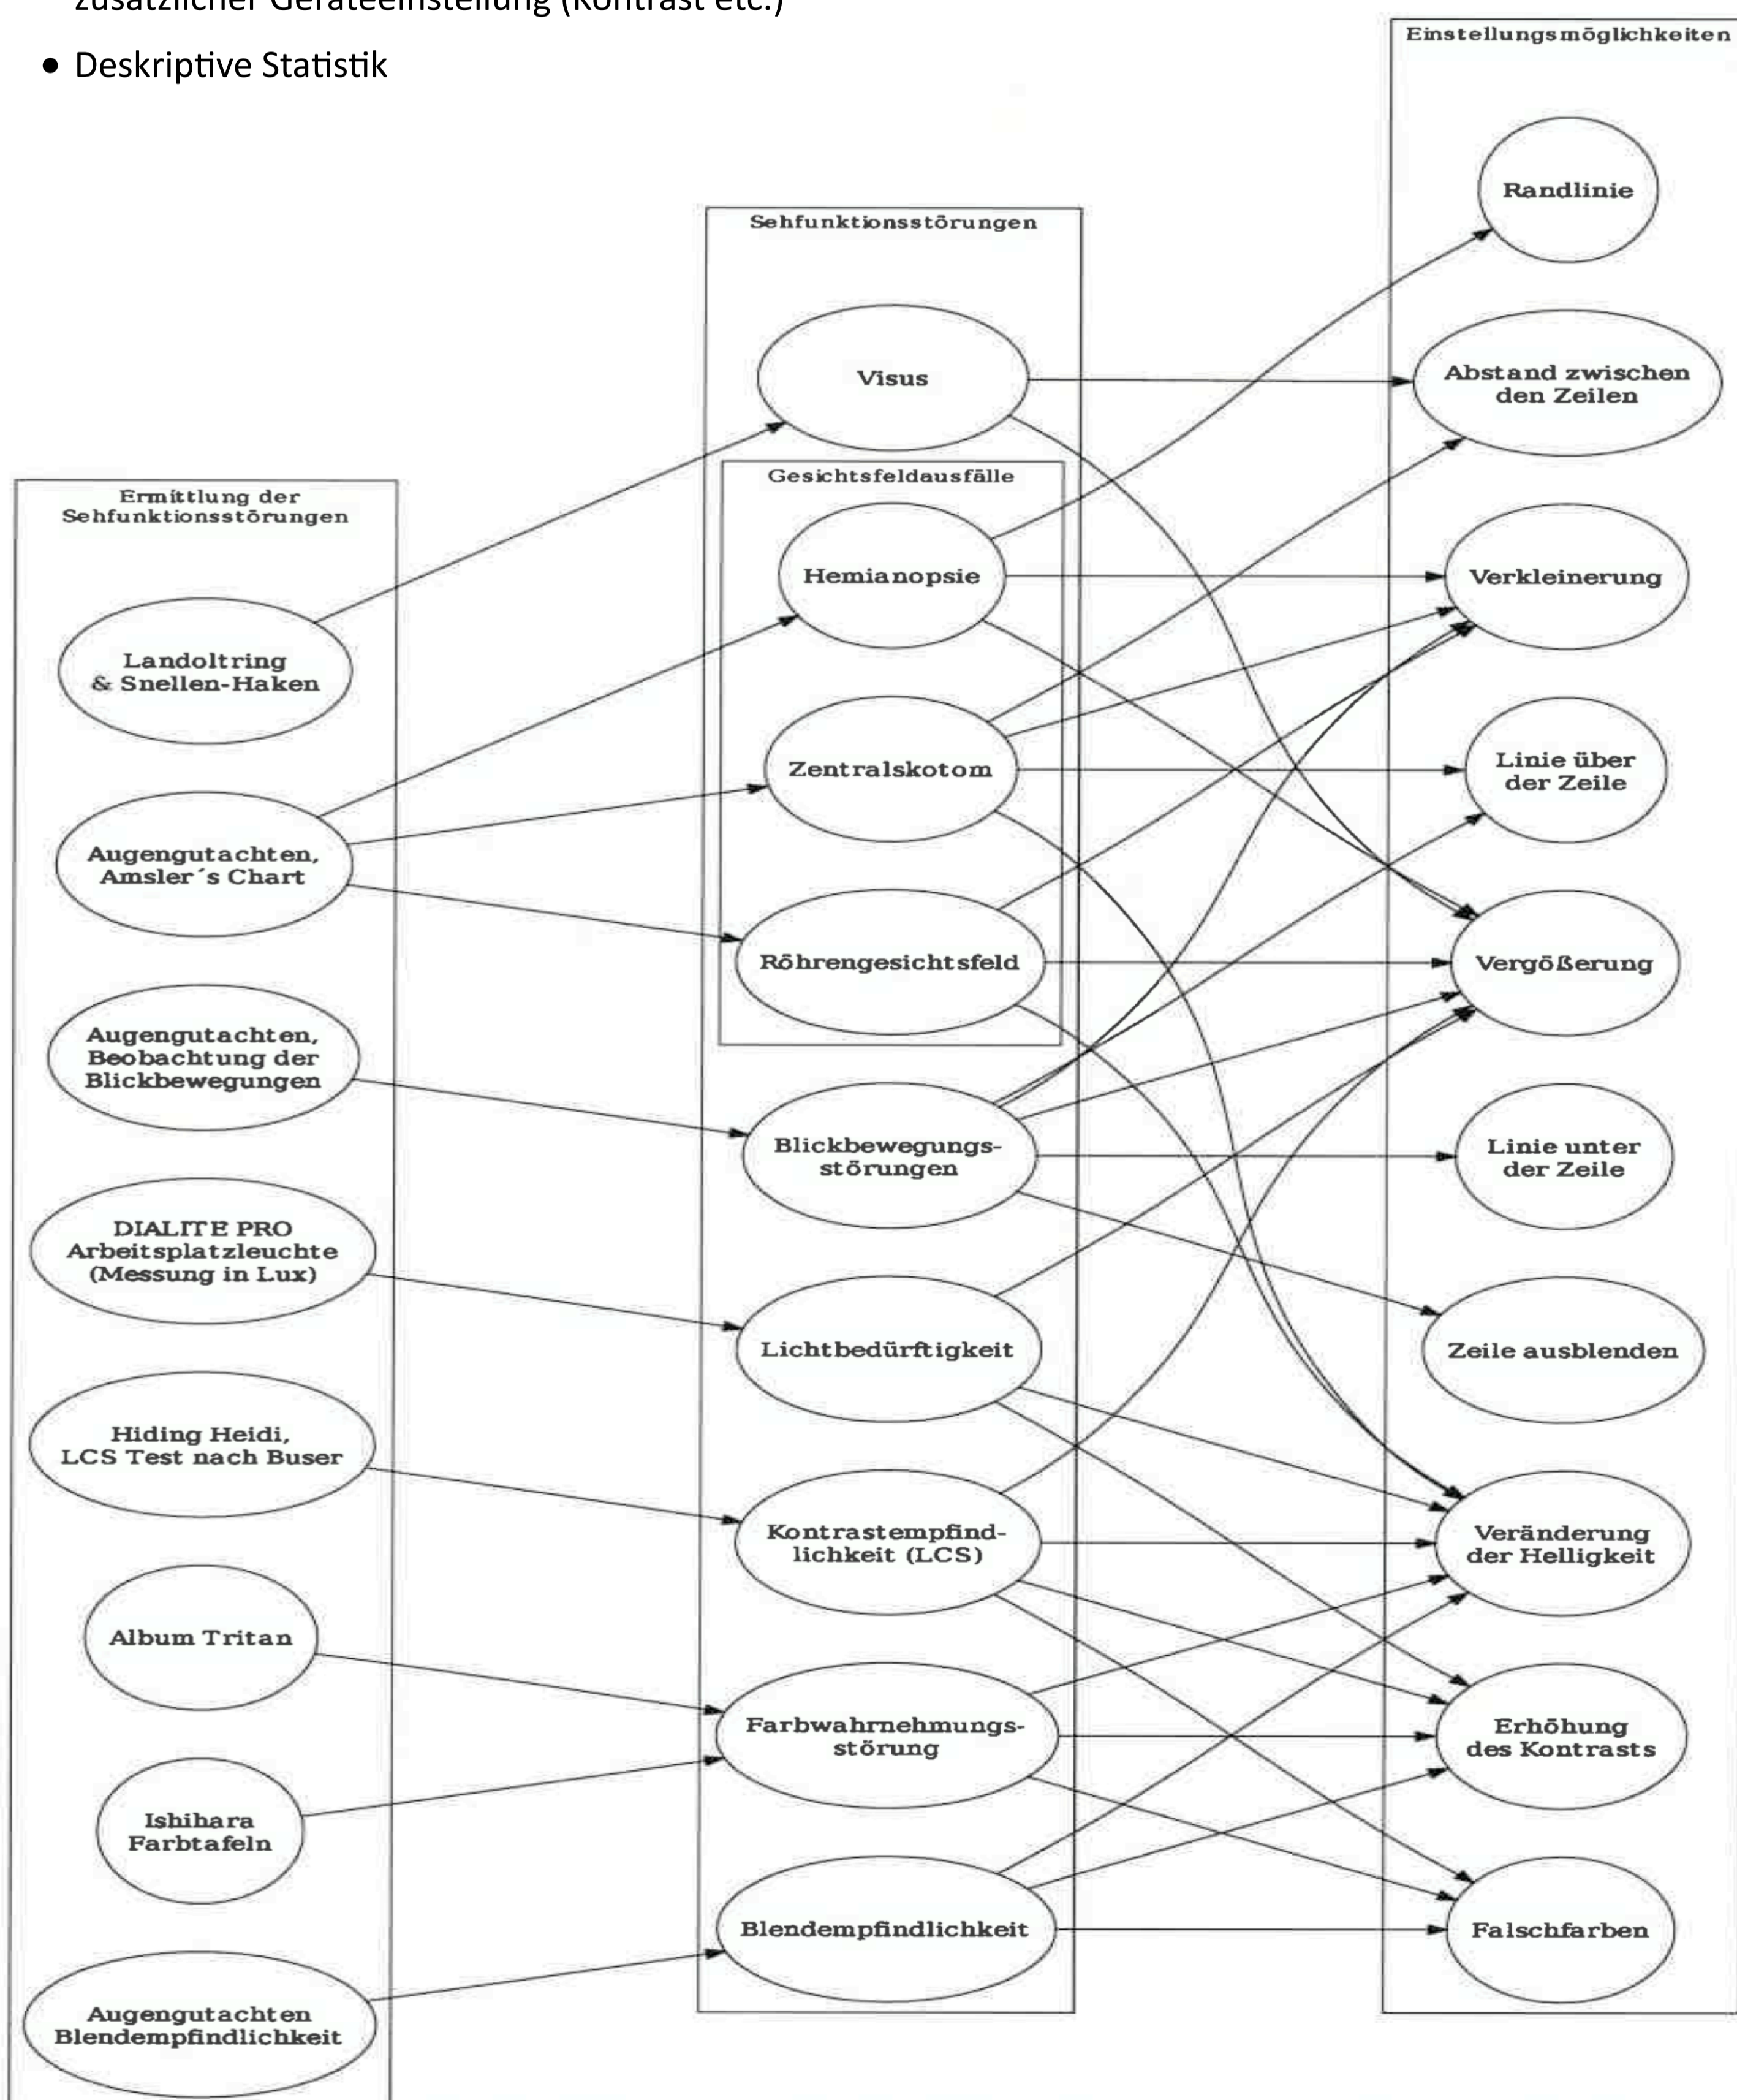 zusätzlicher Geräteeinstellung (Kontrast etc.)
• Deskriptive Statistik
Ermittlung der
Sehfunktionsstörungen
Landoltring
& Snellen-Haken
Augengutachten,
Amsler´s Chart
Augengutachten,
Beobachtung der
Blickbewegungen
DIALITE PRO
Arbeitsplatzleuchte
(Messung in Lux)
Hiding Heidi,
LCS Test nach Buser
Album Tritan
Ishihara
Farbtafeln
Augengutachten
Blendempfindlichkeit
Sehfunktionsstörungen
Visus
Gesichtsfeldausfälle
Hemianopsie
Zentralskotom
Röhrengesichtsfeld
Blickbewegungs-
störungen
Lichtbedürftigkeit
Kontrastempfind-
lichkeit (LCS)
Farbwahrnehmungs-
störung
Blendempfindlichkeit
Einstellungsmöglichkeiten
Randlinie
Abstand zwischen
den Zeilen
Verkleinerung
Linie über
der Zeile
Vergößerung
Linie unter
der Zeile
Zeile ausblenden
Veränderung
der Helligkeit
Erhöhung
des Kontrasts
Falschfarben